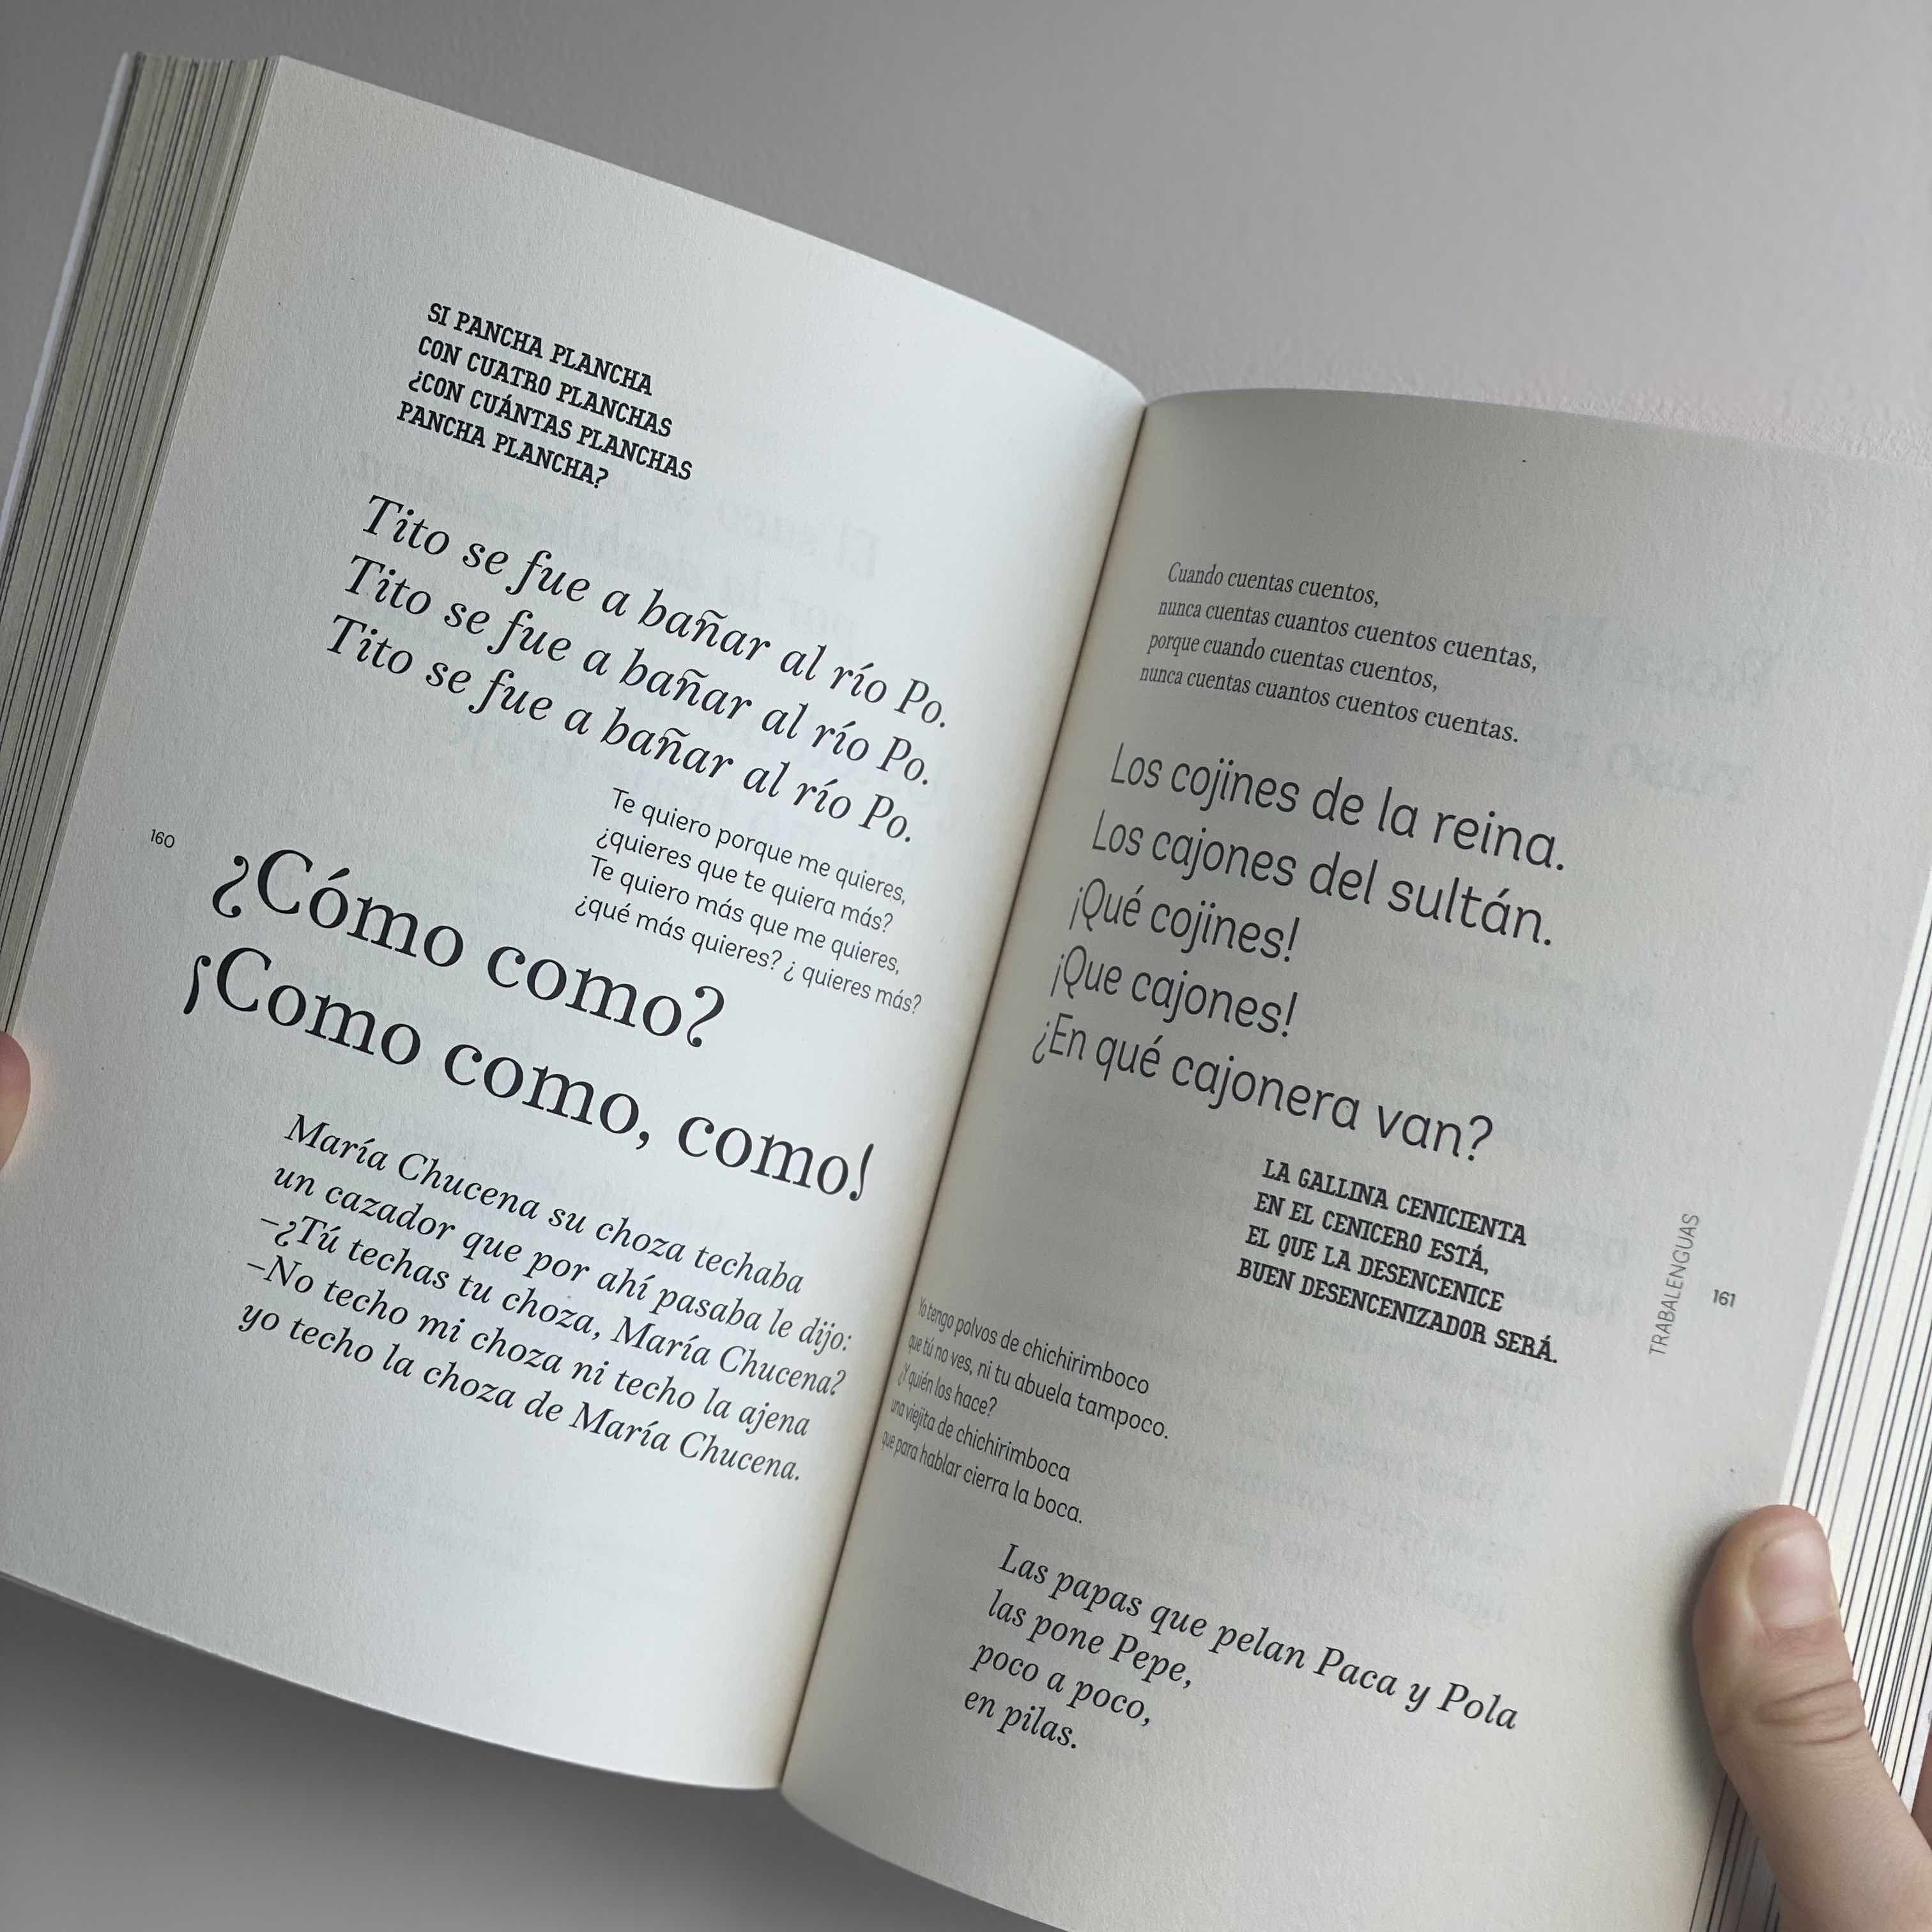 SI PANCHA PLANCHA
CON CUATRO PLANCHAS
¿CON CUÁNTAS PLANCHAS
PANCHA PLANCHA?
Tito se fue a bañar al río Po.
Tito se fue a bañar al río Po.
Tito se fue a bañar al río Po.
Te quiero porque me quieres,
¿quieres que te quiera más?
Te quiero más que me quieres,
¿qué más quieres? ¿ quieres más?
160
¿Cómo como?
¡Como como, como!
María Chucena su choza techaba
un cazador que por ahí pasaba le dijo:
–¿Tú techas tu choza, María Chucena?
–No techo mi choza ni techo la ajena
yo techo la choza de María Chucena.
Cuando cuentas cuentos,
nunca cuentas cuantos cuentos cuentas,
porque cuando cuentas cuentos,
nunca cuentas cuantos cuentos cuentas.
Los cojines de la reina.
Los cajones del sultán.
¡Qué cojines!
¡Que cajones!
¿En qué cajonera van?
LA GALLINA CENICIENTA
EN EL CENICERO ESTÁ,
EL QUE LA DESENCENICE
BUEN DESENCENIZADOR SERÁ.
Yo tengo polvos de chichirimboco
que tú no ves, ni tu abuela tampoco.
¿Y quién los hace?
una viejita de chichirimboca
que para hablar cierra la boca.
Las papas que pelan Paca y Pola
las pone Pepe,
poco a poco,
en pilas.
TRABALENGUAS
161